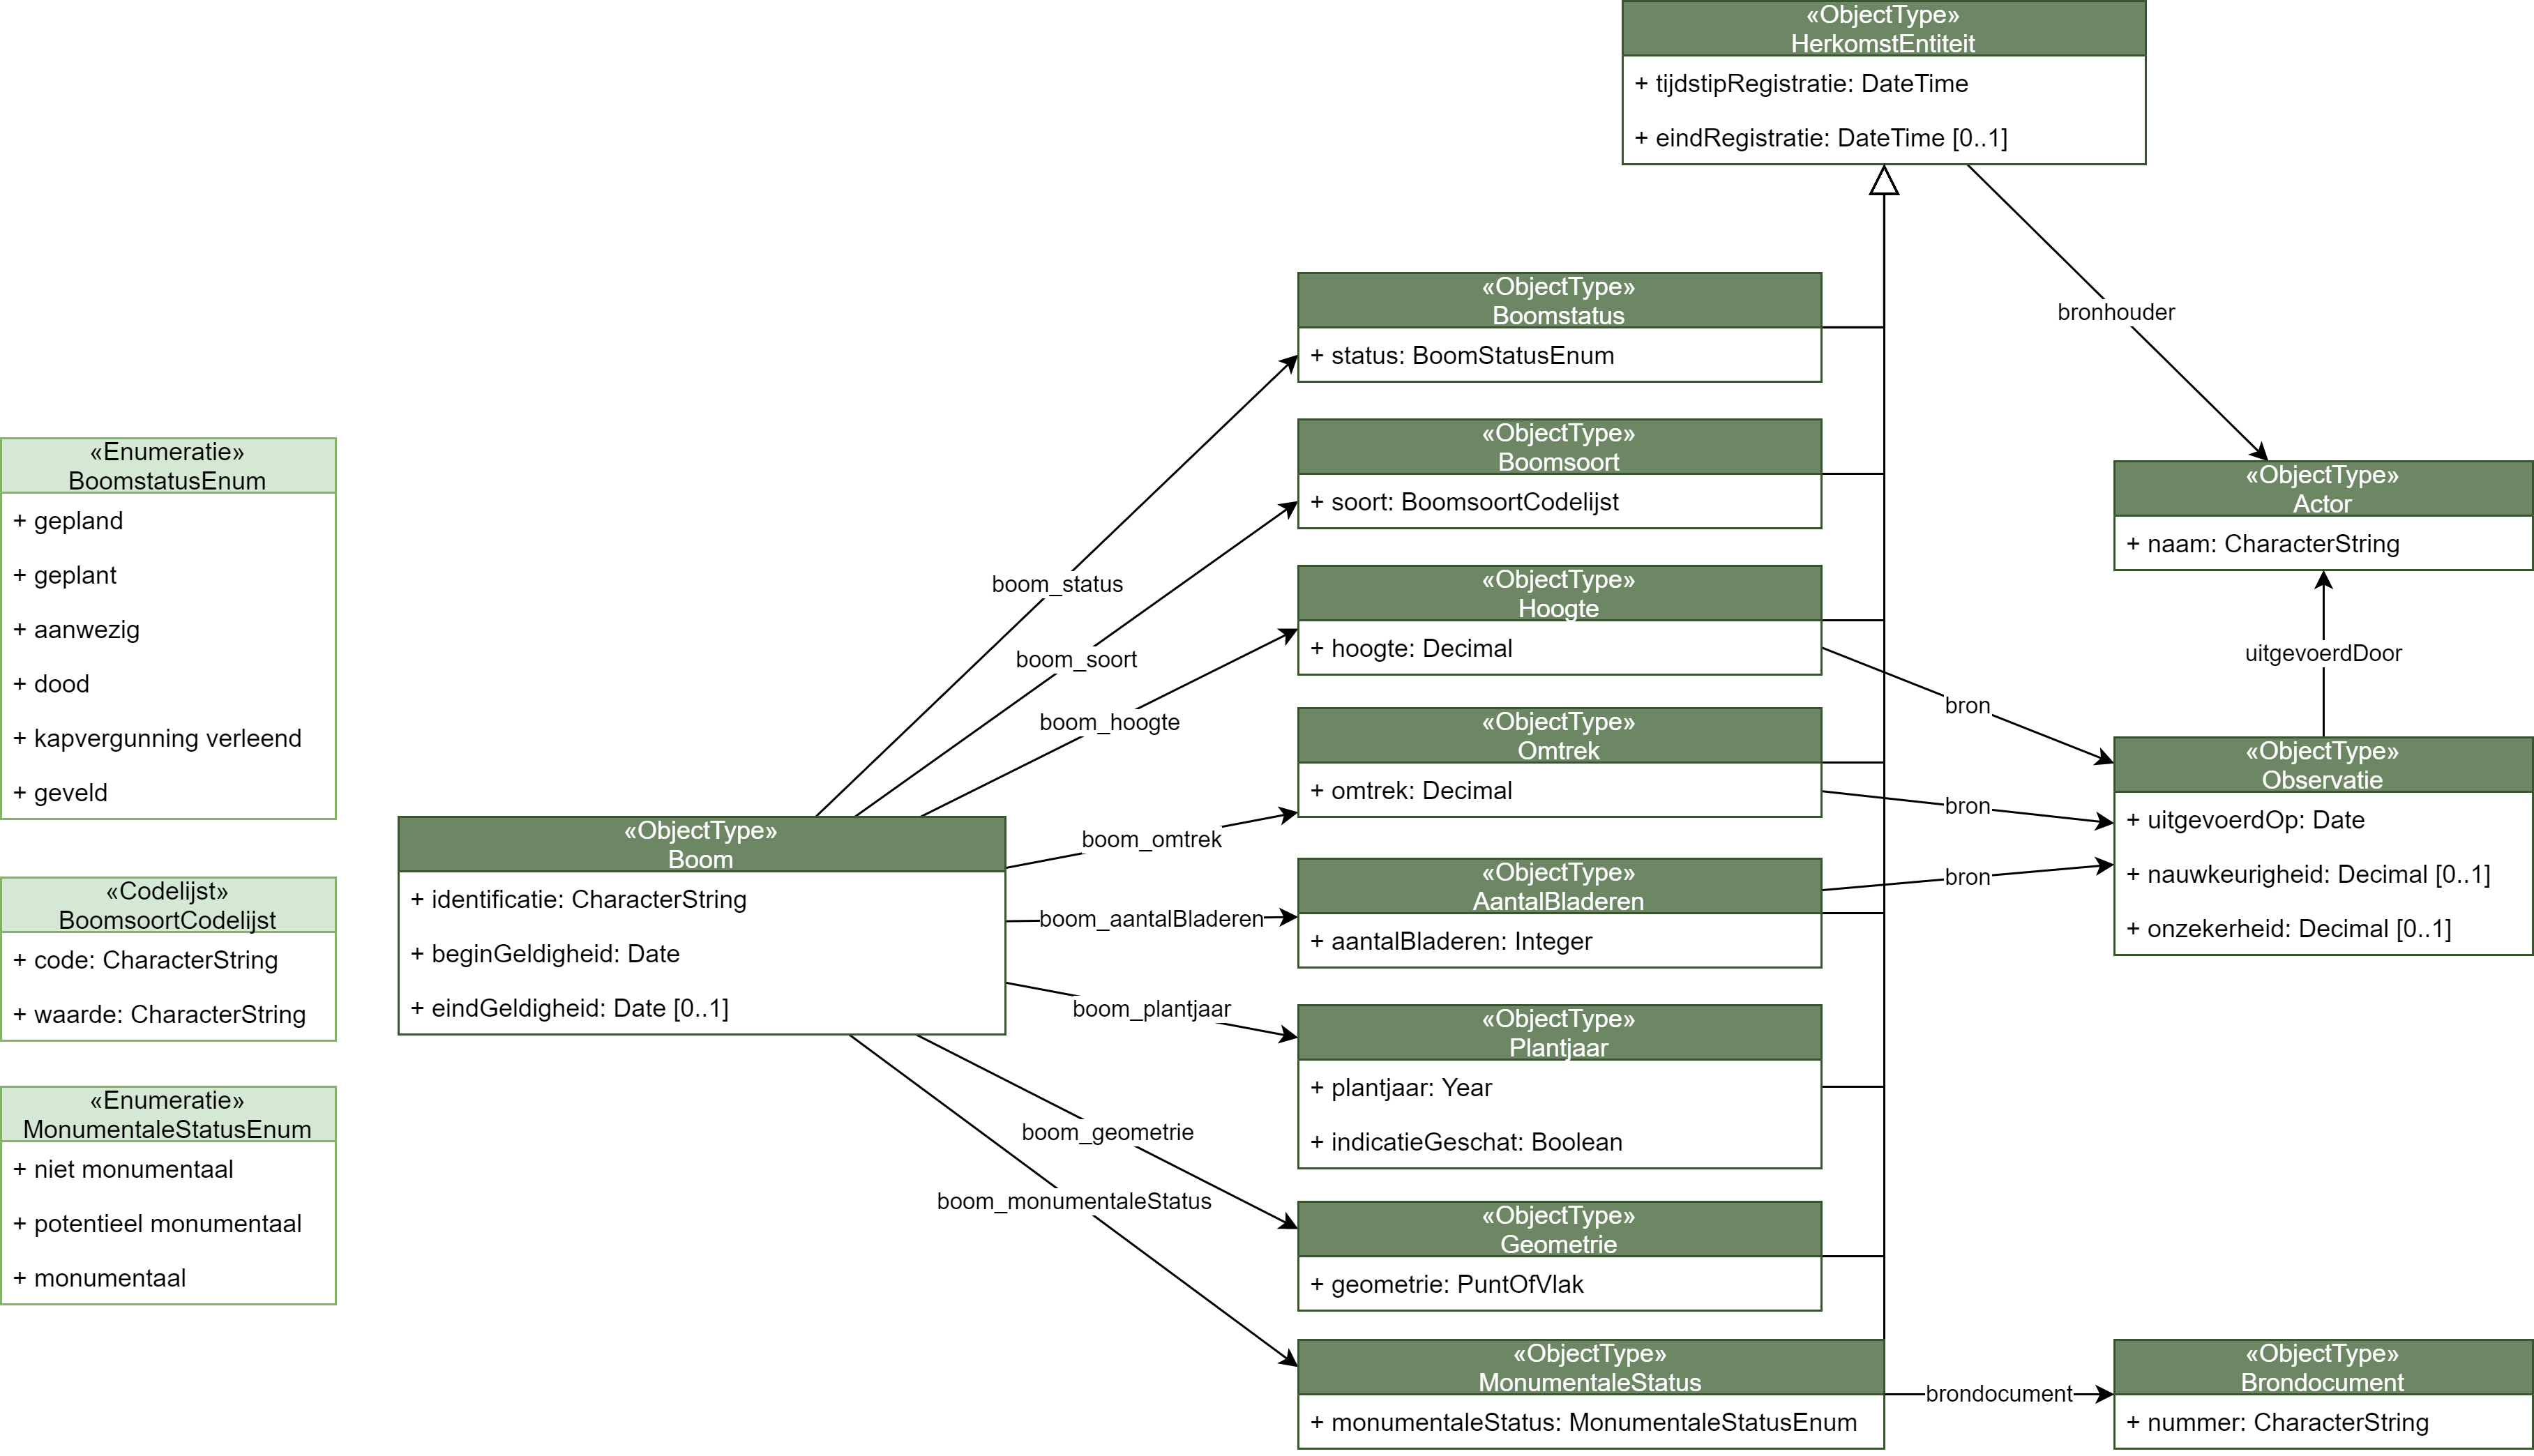 «ObjectType»
HerkomstEntiteit
+ tijdstipRegistratie: DateTime
+ eindRegistratie: DateTime [0..1]
bronhouder
«ObjectType»
Boomstatus
+ status: BoomStatusEnum
«ObjectType»
Boomsoort
+ soort: BoomsoortCodelijst
«ObjectType»
Hoogte
+ hoogte: Decimal
«ObjectType»
Omtrek
+ omtrek: Decimal
«ObjectType»
AantalBladeren
+ aantalBladeren: Integer
«ObjectType»
Plantjaar
+ plantjaar: Year
+ indicatieGeschat: Boolean
«ObjectType»
Geometrie
+ geometrie: PuntOfVlak
«ObjectType»
MonumentaleStatus
+ monumentaleStatus: MonumentaleStatusEnum
«Enumeratie»
BoomstatusEnum
+ gepland
+ geplant
+ aanwezig
+ dood
+ kapvergunning verleend
+ geveld
«Codelijst»
BoomsoortCodelijst
+ code: CharacterString
+ waarde: CharacterString
«Enumeratie»
MonumentaleStatusEnum
+ niet monumentaal
+ potentieel monumentaal
+ monumentaal
«ObjectType»
Boom
+ identificatie: CharacterString
+ beginGeldigheid: Date
+ eindGeldigheid: Date [0..1]
boom_status
boom_soort
boom_hoogte
boom_omtrek
boom_aantalBladeren
boom_plantjaar
boom_geometrie
boom_monumentaleStatus
«ObjectType»
Actor
+ naam: CharacterString
uitgevoerdDoor
bron
bron
bron
«ObjectType»
Observatie
+ uitgevoerdOp: Date
+ nauwkeurigheid: Decimal [0..1]
+ onzekerheid: Decimal [0..1]
brondocument
«ObjectType»
Brondocument
+ nummer: CharacterString